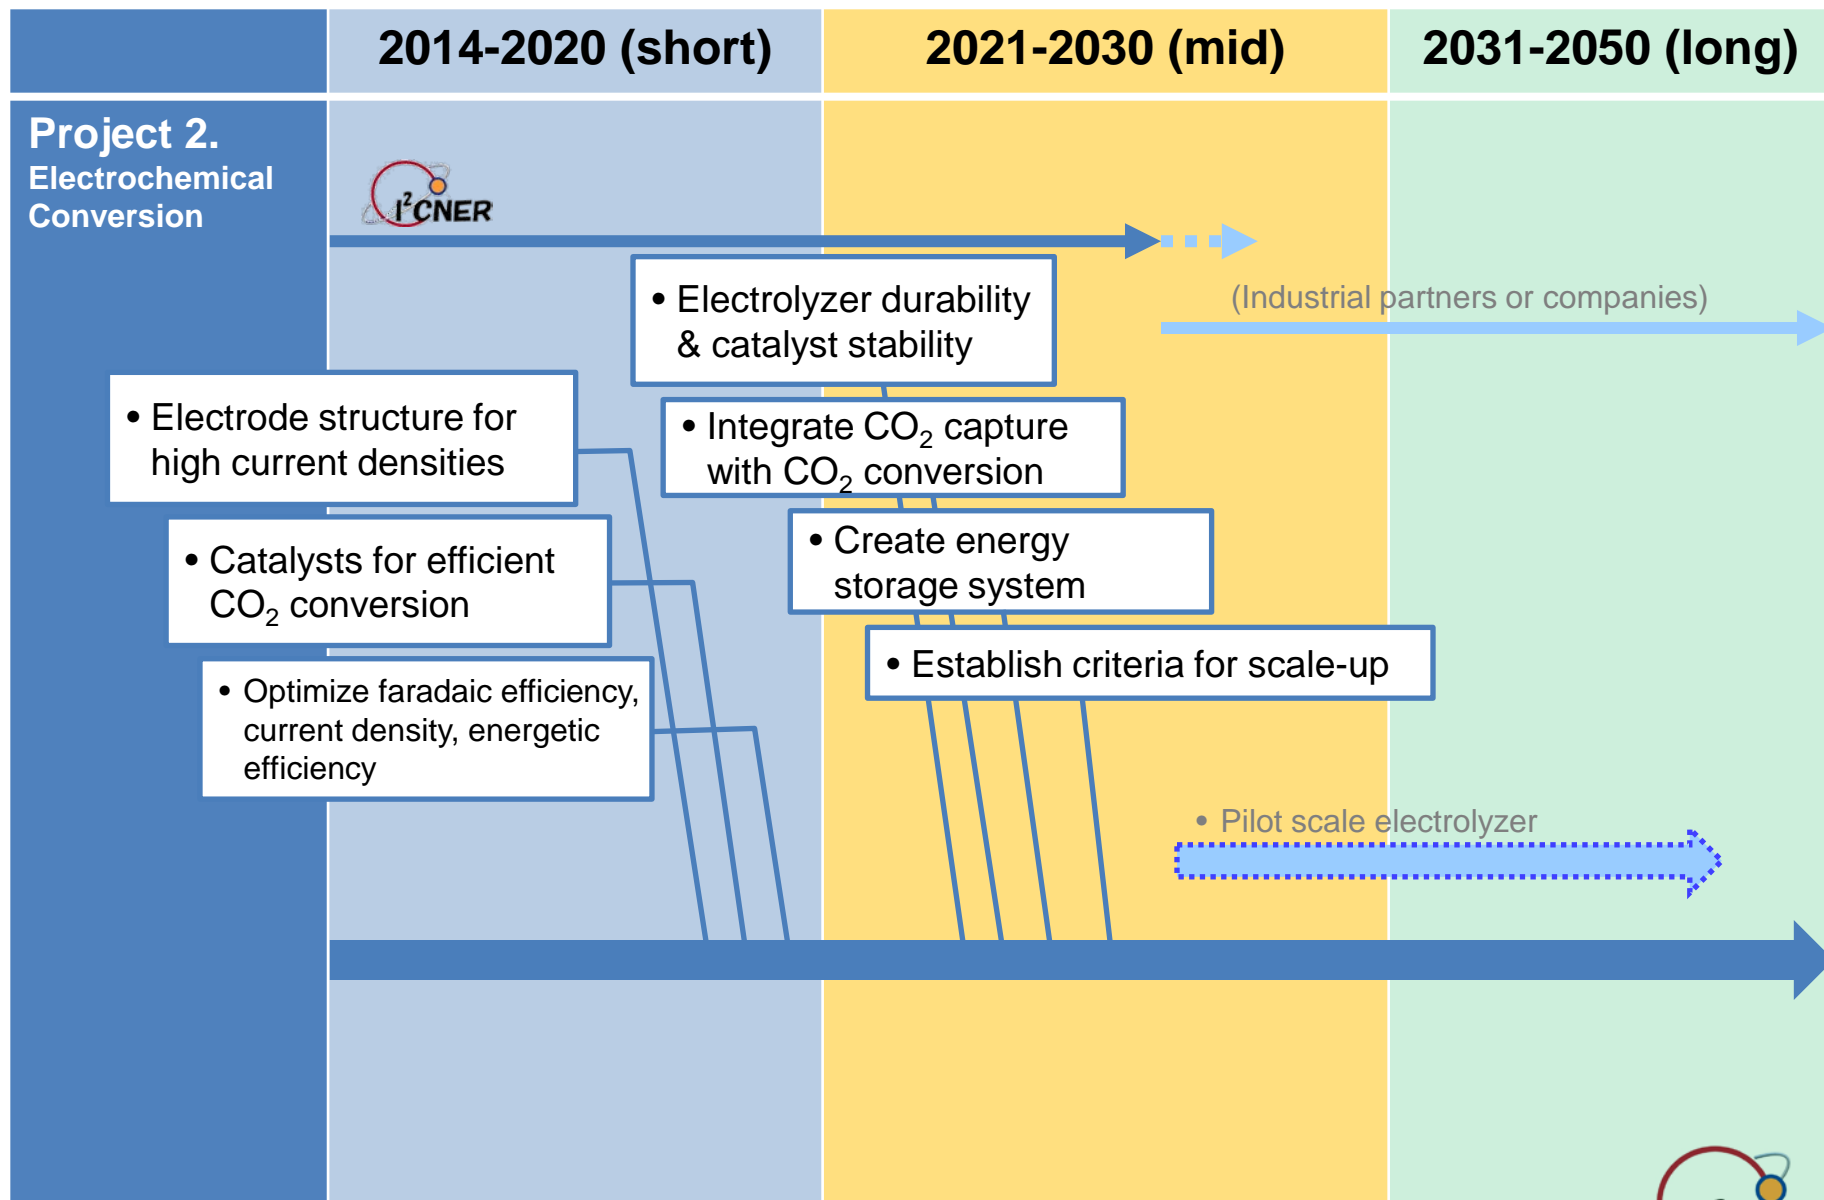 2014-2020 (short)
2021-2030 (mid)
2031-2050 (long)
Project 2.
Electrochemical
Conversion
I²CNER
• Electrolyzer durability
& catalyst stability
(Industrial partners or companies)
• Electrode structure for
high current densities
• Integrate CO₂ capture
with CO₂ conversion
• Catalysts for efficient
CO₂ conversion
• Create energy
storage system
• Optimize faradaic efficiency,
current density, energetic
efficiency
• Establish criteria for scale-up
• Pilot scale electrolyzer